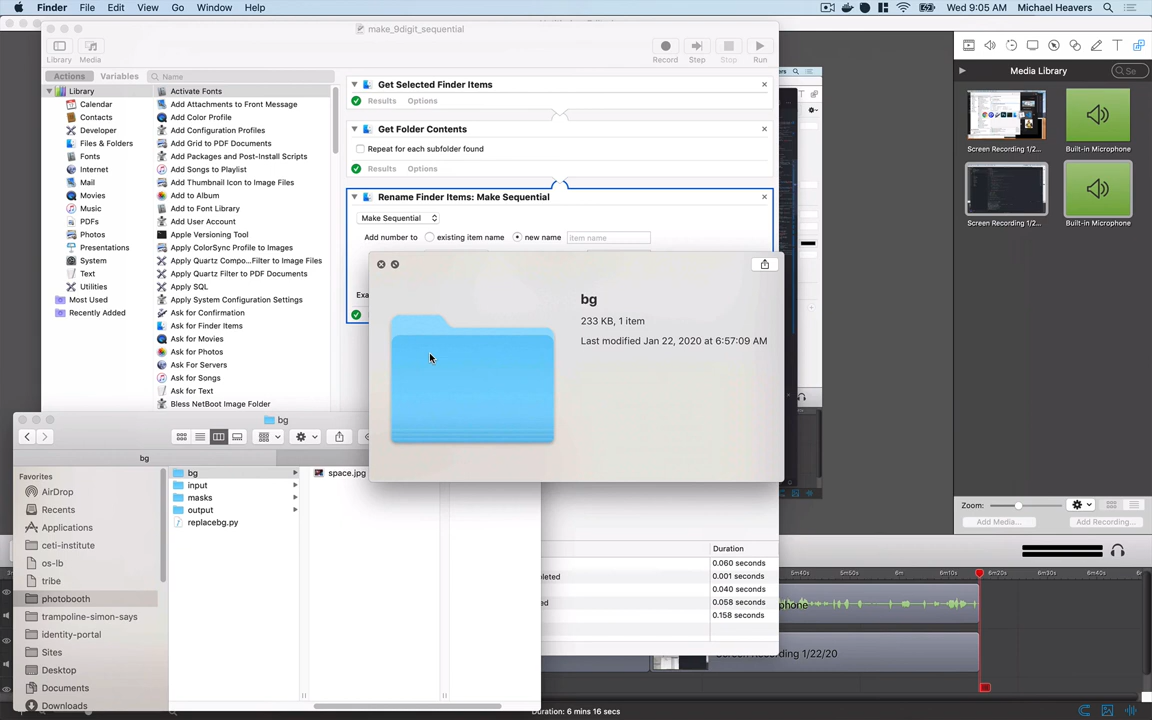 Finder File Edit View Go Window Help Wed 9:05 AM Michael Heavers
make_9digit_sequential
Library Media Record Step Stop Run
Actions Variables Name
Library
Calendar
Contacts
Developer
Files & Folders
Fonts
Internet
Mail
Movies
Music
PDFs
Photos
Presentations
System
Text
Utilities
Most Used
Recently Added
Activate Fonts
Add Attachments to Front Message
Add Color Profile
Add Configuration Profiles
Add Grid to PDF Documents
Add Packages and Post-Install Scripts
Add Songs to Playlist
Add Thumbnail Icon to Image Files
Add to Album
Add to Font Library
Add User Account
Apple Versioning Tool
Apply ColorSync Profile to Images
Apply Quartz Compo...Filter to Image Files
Apply Quartz Filter to PDF Documents
Apply SQL
Apply System Configuration Settings
Ask for Confirmation
Ask for Finder Items
Ask for Movies
Ask for Photos
Ask For Servers
Ask for Songs
Ask for Text
Bless NetBoot Image Folder
Get Selected Finder Items
Results Options
Get Folder Contents
Repeat for each subfolder found
Results Options
Rename Finder Items: Make Sequential
Make Sequential
Add number to existing item name new name Item name
Exa
bg
233 KB, 1 item
Last modified Jan 22, 2020 at 6:57:09 AM
bg
bg
Favorites
AirDrop
Recents
Applications
ceti-institute
os-lb
tribe
photobooth
trampoline-simon-says
identity-portal
Sites
Desktop
Documents
Downloads
bg
input
masks
output
replacebg.py
space.jpg
Duration
0.060 seconds
leted 0.001 seconds
0.040 seconds
ed 0.058 seconds
0.158 seconds
Media Library Se
Screen Recording 1/2... Built-in Microphone
Screen Recording 1/2... Built-in Microphone
Zoom:
Add Media... Add Recording...
5m40s 5m50s 6m 6m10s 6m20s 6m30s 6m40s
phone
Screen Recording 1/22/20
Duration: 6 mins 16 secs